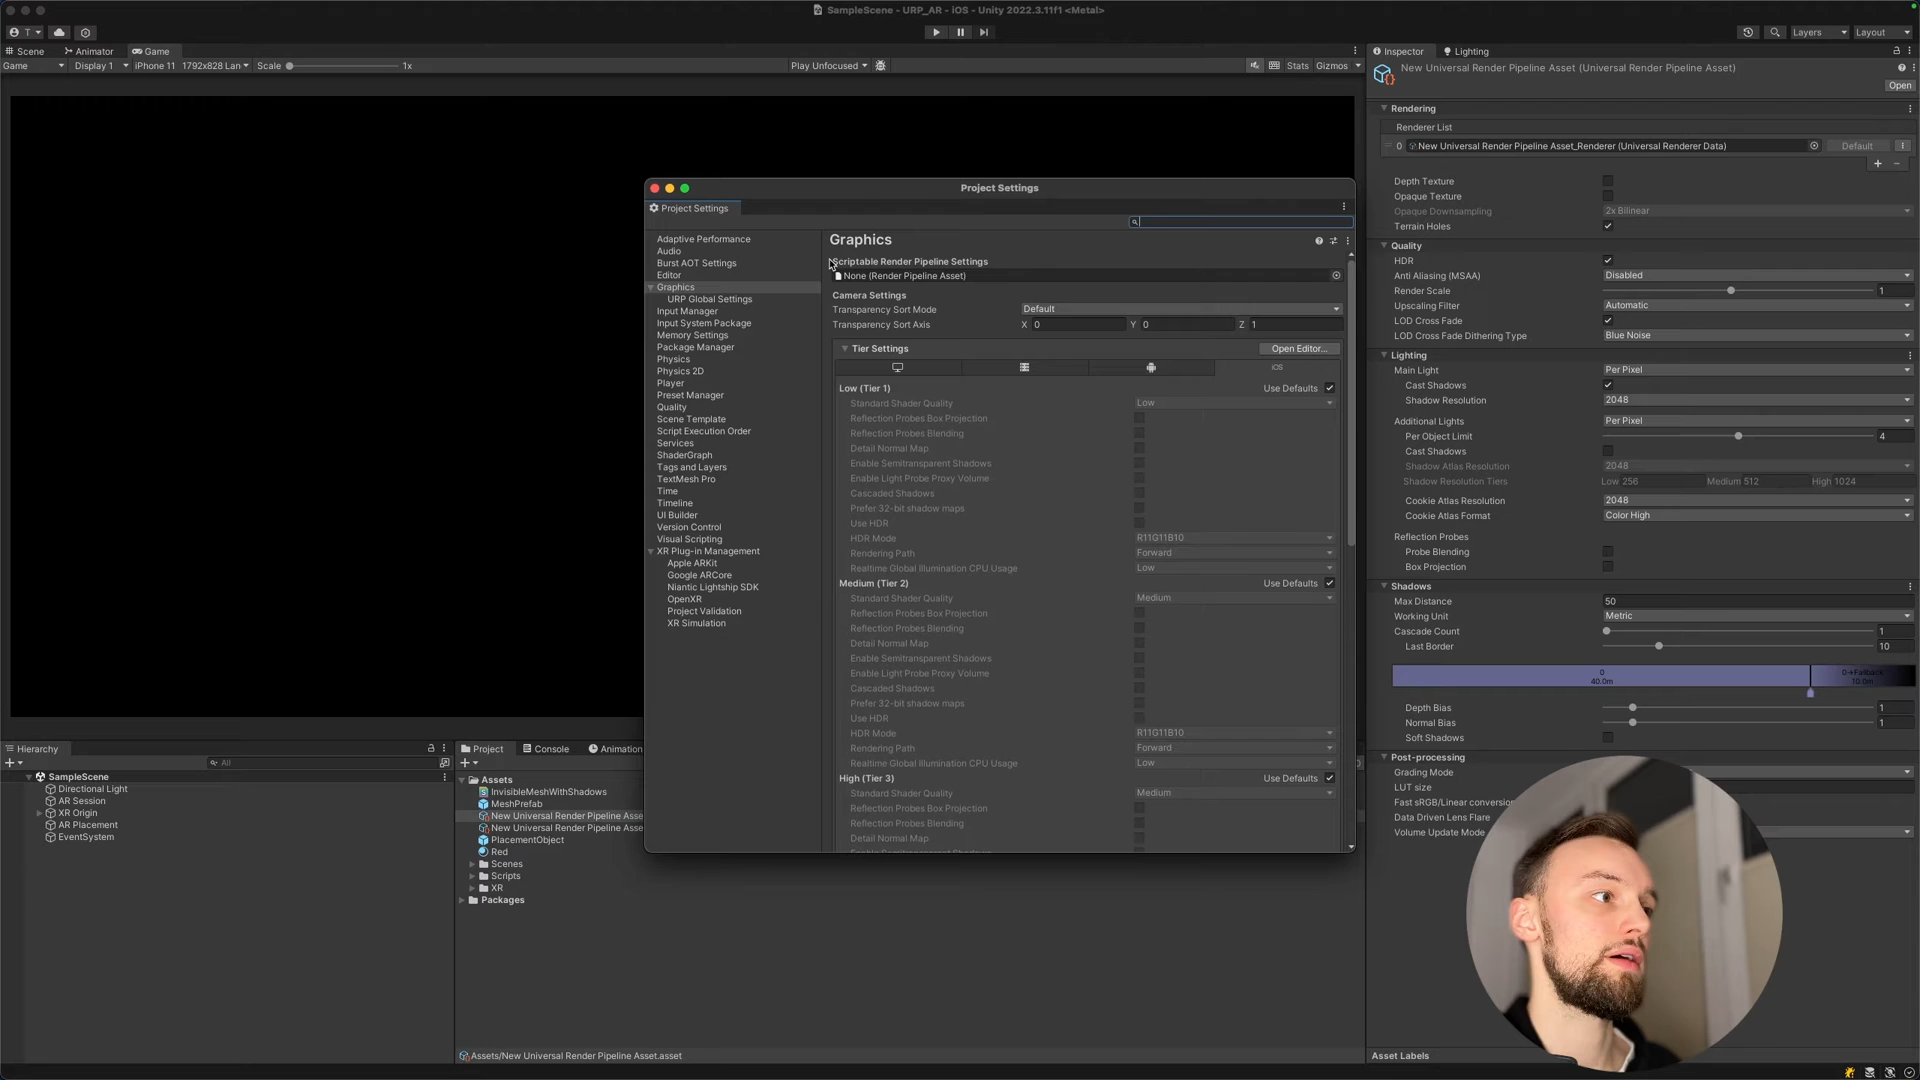 SampleScene - URP_AR - iOS - Unity 2022.3.11f1 <Metal>
T
Layers
Layout
Scene
Animator
Game
Game
Display 1
iPhone 11 1792x828 Lan
Scale
1x
Play Unfocused
Stats
Gizmos
Project Settings
Project Settings
Adaptive Performance
Audio
Burst AOT Settings
Editor
Graphics
URP Global Settings
Input Manager
Input System Package
Memory Settings
Package Manager
Physics
Physics 2D
Player
Preset Manager
Quality
Scene Template
Script Execution Order
Services
ShaderGraph
Tags and Layers
TextMesh Pro
Time
Timeline
UI Builder
Version Control
Visual Scripting
XR Plug-in Management
Apple ARKit
Google ARCore
Niantic Lightship SDK
OpenXR
Project Validation
XR Simulation
Graphics
Scriptable Render Pipeline Settings
None (Render Pipeline Asset)
Camera Settings
Transparency Sort Mode Default
Transparency Sort Axis X 0 Y 0 Z 1
Tier Settings Open Editor...
iOS
Low (Tier 1) Use Defaults
Standard Shader Quality Low
Reflection Probes Box Projection
Reflection Probes Blending
Detail Normal Map
Enable Semitransparent Shadows
Enable Light Probe Proxy Volume
Cascaded Shadows
Prefer 32-bit shadow maps
Use HDR
HDR Mode R11G11B10
Rendering Path Forward
Realtime Global Illumination CPU Usage Low
Medium (Tier 2) Use Defaults
Standard Shader Quality Medium
Reflection Probes Box Projection
Reflection Probes Blending
Detail Normal Map
Enable Semitransparent Shadows
Enable Light Probe Proxy Volume
Cascaded Shadows
Prefer 32-bit shadow maps
Use HDR
HDR Mode R11G11B10
Rendering Path Forward
Realtime Global Illumination CPU Usage Low
High (Tier 3) Use Defaults
Standard Shader Quality Medium
Reflection Probes Box Projection
Reflection Probes Blending
Detail Normal Map
Inspector
Lighting
New Universal Render Pipeline Asset (Universal Render Pipeline Asset)
Open
Rendering
Renderer List
0 New Universal Render Pipeline Asset_Renderer (Universal Renderer Data) Default
Depth Texture
Opaque Texture
Opaque Downsampling 2x Bilinear
Terrain Holes
Quality
HDR
Anti Aliasing (MSAA) Disabled
Render Scale 1
Upscaling Filter Automatic
LOD Cross Fade
LOD Cross Fade Dithering Type Blue Noise
Lighting
Main Light Per Pixel
Cast Shadows
Shadow Resolution 2048
Additional Lights Per Pixel
Per Object Limit 4
Cast Shadows
Shadow Atlas Resolution 2048
Shadow Resolution Tiers Low 256 Medium 512 High 1024
Cookie Atlas Resolution 2048
Cookie Atlas Format Color High
Reflection Probes
Probe Blending
Box Projection
Shadows
Max Distance 50
Working Unit Metric
Cascade Count 1
Last Border 10
0
40.0m
0→Fallback
10.0m
Depth Bias 1
Normal Bias 1
Soft Shadows
Post-processing
Grading Mode
LUT size
Fast sRGB/Linear conversion
Data Driven Lens Flare
Volume Update Mode
Asset Labels
Hierarchy
All
SampleScene
Directional Light
AR Session
XR Origin
AR Placement
EventSystem
Project
Console
Animation
Assets
InvisibleMeshWithShadows
MeshPrefab
New Universal Render Pipeline Asse
New Universal Render Pipeline Asse
PlacementObject
Red
Scenes
Scripts
XR
Packages
Assets/New Universal Render Pipeline Asset.asset